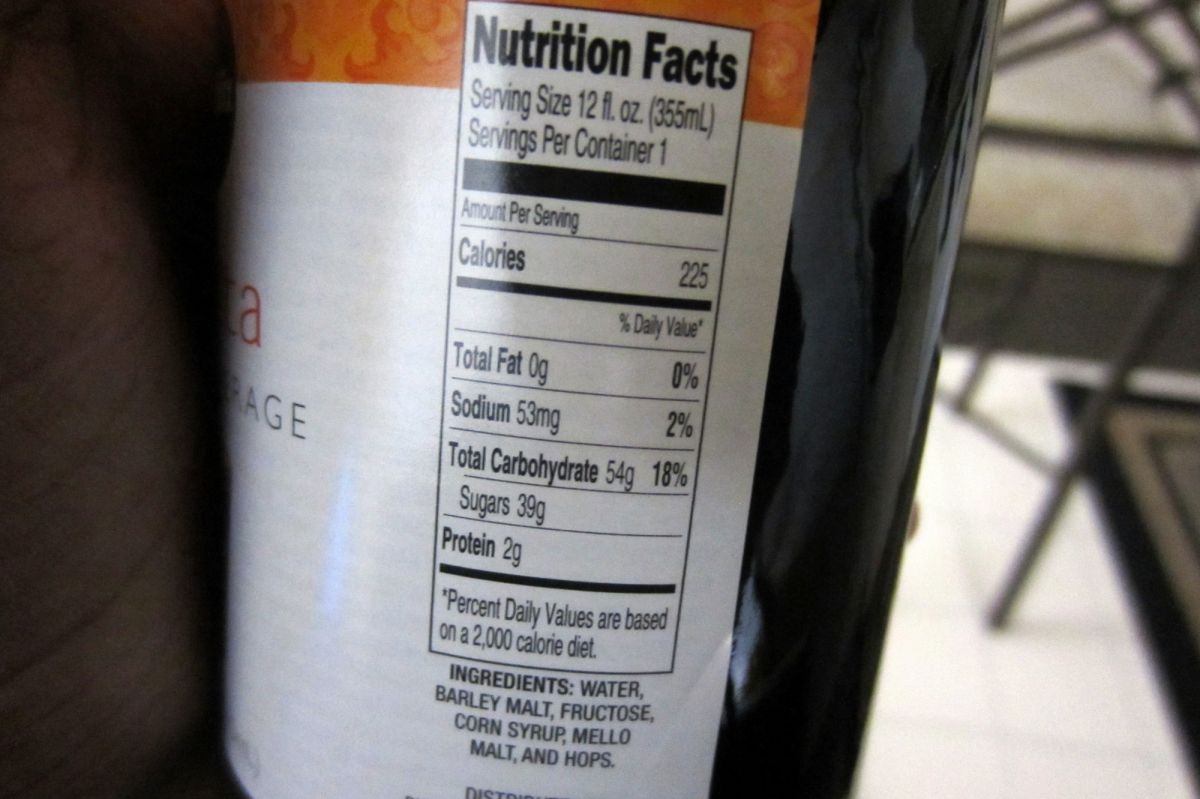 Nutrition Facts
Serving Size 12 fl. oz. (355mL)
Servings Per Container 1
Amount Per Serving
Calories 225
% Daily Value*
Total Fat 0g 0%
Sodium 53mg 2%
Total Carbohydrate 54g 18%
Sugars 39g
Protein 2g
*Percent Daily Values are based
on a 2,000 calorie diet.
INGREDIENTS: WATER,
BARLEY MALT, FRUCTOSE,
CORN SYRUP, MELLO
MALT, AND HOPS.
ta
RAGE